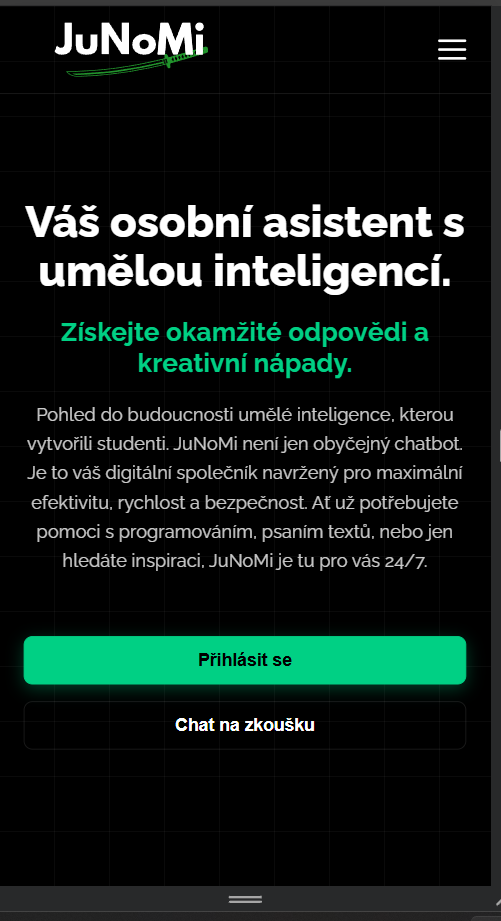 JuNoMi
Váš osobní asistent s
umělou inteligencí.
Získejte okamžité odpovědi a
kreativní nápady.
Pohled do budoucnosti umělé inteligence, kterou
vytvořili studenti. JuNoMi není jen obyčejný chatbot.
Je to váš digitální společník navržený pro maximální
efektivitu, rychlost a bezpečnost. Ať už potřebujete
pomoci s programováním, psaním textů, nebo jen
hledáte inspiraci, JuNoMi je tu pro vás 24/7.
Přihlásit se
Chat na zkoušku